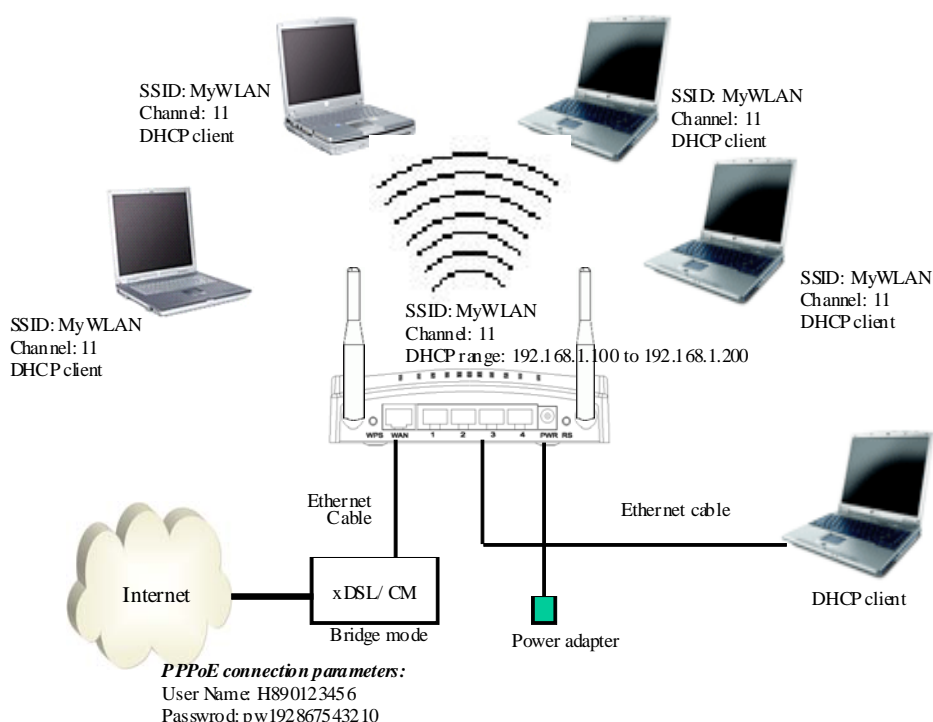 SSID: MyWLAN
Channel: 11
DHCP client
SSID: MyWLAN
Channel: 11
DHCP client
SSID: MyWLAN
Channel: 11
DHCP client
SSID: MyWLAN
Channel: 11
DHCP client
SSID: MyWLAN
Channel: 11
DHCP range: 192.168.1.100 to 192.168.1.200
WPS WAN 1 2 3 4 PWR RS
Ethernet
Cable
Ethernet cable
Internet
xDSL/ CM
Bridge mode
Power adapter
DHCP client
PPPoE connection parameters:
User Name: H890123456
Passwrod: pw192867543210